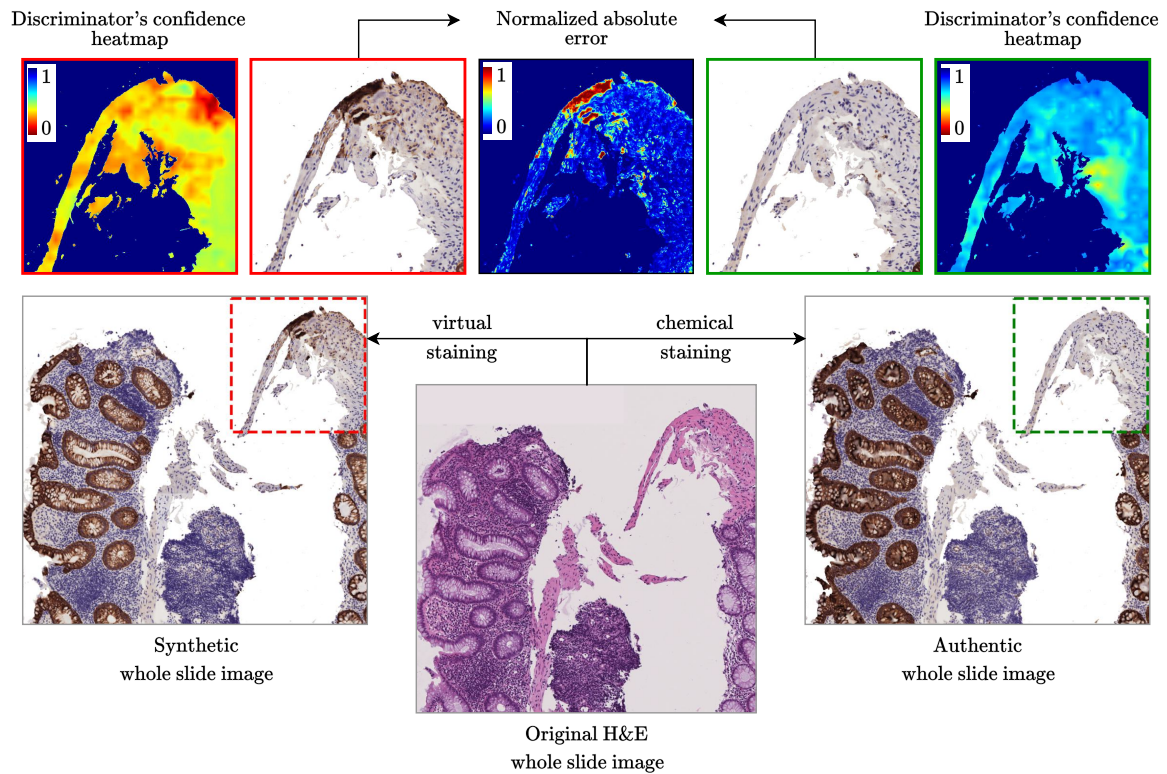 Discriminator's confidence
heatmap
Normalized absolute
error
Discriminator's confidence
heatmap
1
0
1
0
1
0
virtual
staining
chemical
staining
Synthetic
whole slide image
Authentic
whole slide image
Original H&E
whole slide image